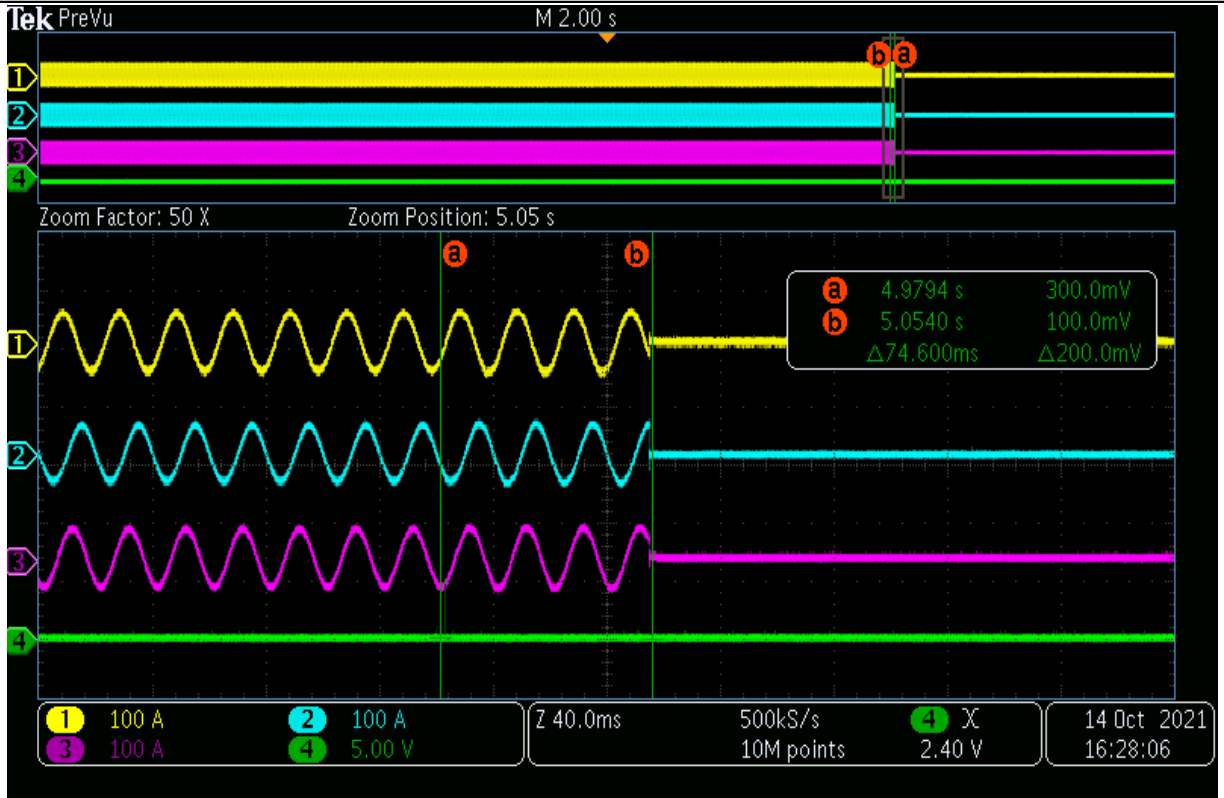 Tek PreVu M 2.00 s
b a
1
2
3
4
Zoom Factor: 50 X Zoom Position: 5.05 s
a b
a 4.9794 s 300.0mV
b 5.0540 s 100.0mV
Δ74.600ms Δ200.0mV
1
2
3
4
1 100 A 2 100 A Z 40.0ms 500kS/s 4 X 14 Oct 2021
3 100 A 4 5.00 V 10M points 2.40 V 16:28:06